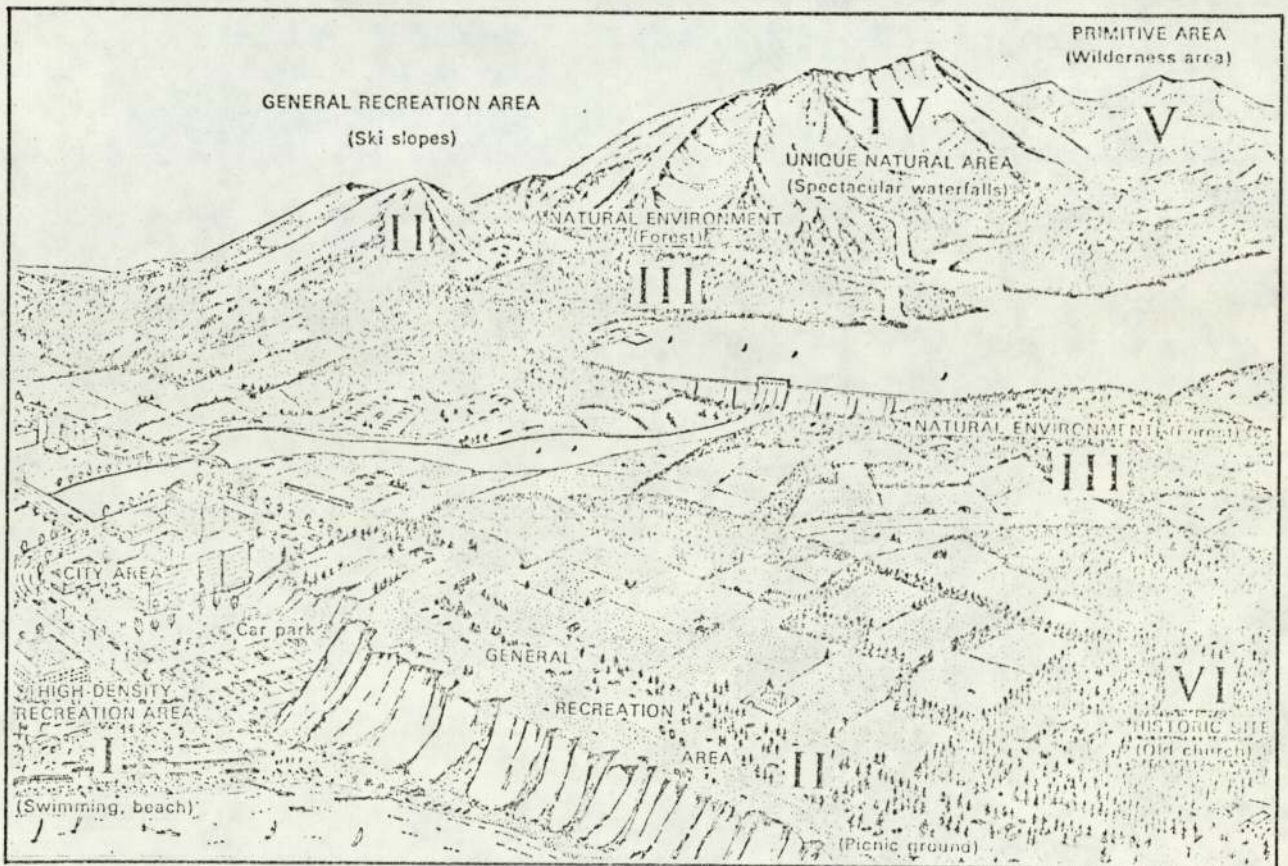 PRIMITIVE AREA
(Wilderness area)
GENERAL RECREATION AREA
(Ski slopes)
IV
V
UNIQUE NATURAL AREA
(Spectacular waterfalls)
II
NATURAL ENVIRONMENT
(Forest)
III
NATURAL ENVIRONMENT (Forest)
III
CITY AREA
Car park
GENERAL
RECREATION
AREA
II
(Picnic ground)
HIGH-DENSITY
RECREATION AREA
I
(Swimming, beach)
VI
HISTORIC SITE
(Old church)